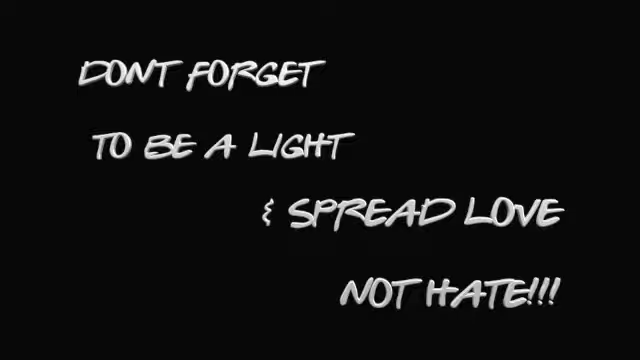 DONT FORGET
TO BE A LIGHT
& SPREAD LOVE
NOT HATE!!!